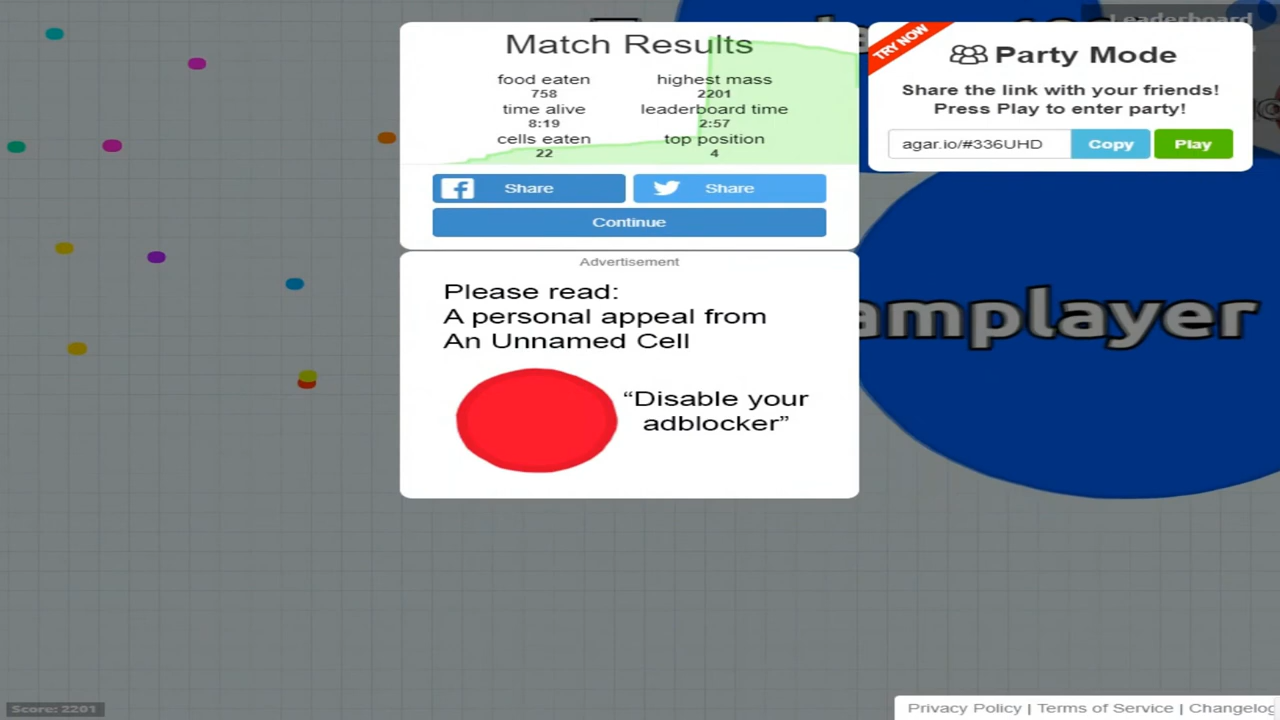 Match Results
food eaten
758
highest mass
2201
time alive
8:19
leaderboard time
2:57
cells eaten
22
top position
4
Share
Share
Continue
Advertisement
Please read:
A personal appeal from
An Unnamed Cell
“Disable your
adblocker”
Leaderboard
TRY NOW
Party Mode
Share the link with your friends!
Press Play to enter party!
agar.io/#336UHD
Copy
Play
amplayer
Score: 2201
Privacy Policy | Terms of Service | Changelog